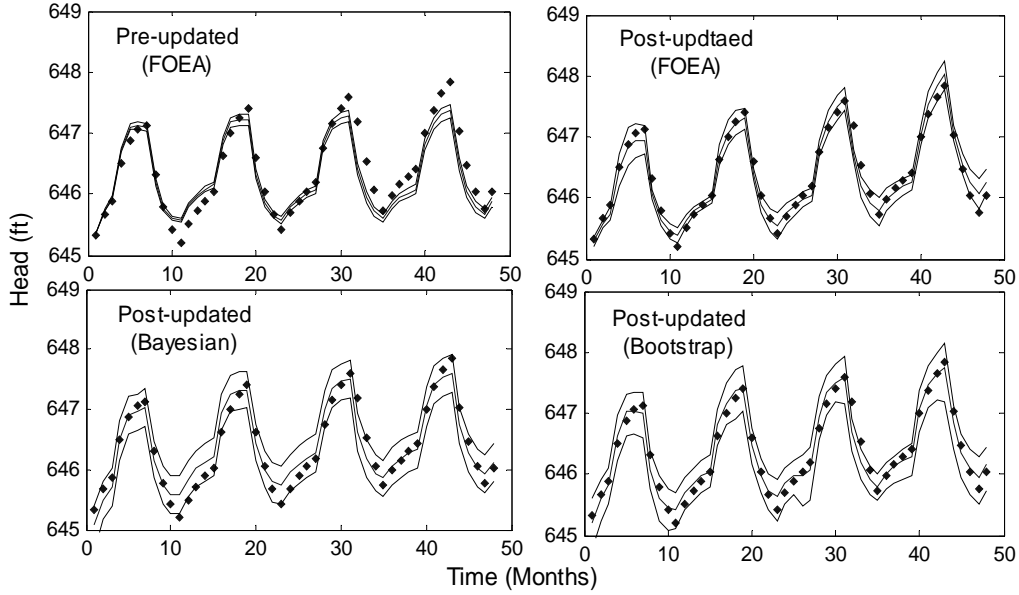 649
648
647
646
645
0 10 20 30 40 50
Pre-updated
(FOEA)
649
648
647
646
645
0 10 20 30 40 50
Post-updtaed
(FOEA)
Head (ft)
649
648
647
646
645
0 10 20 30 40 50
Post-updated
(Bayesian)
649
648
647
646
645
0 10 20 30 40 50
Post-updated
(Bootstrap)
Time (Months)